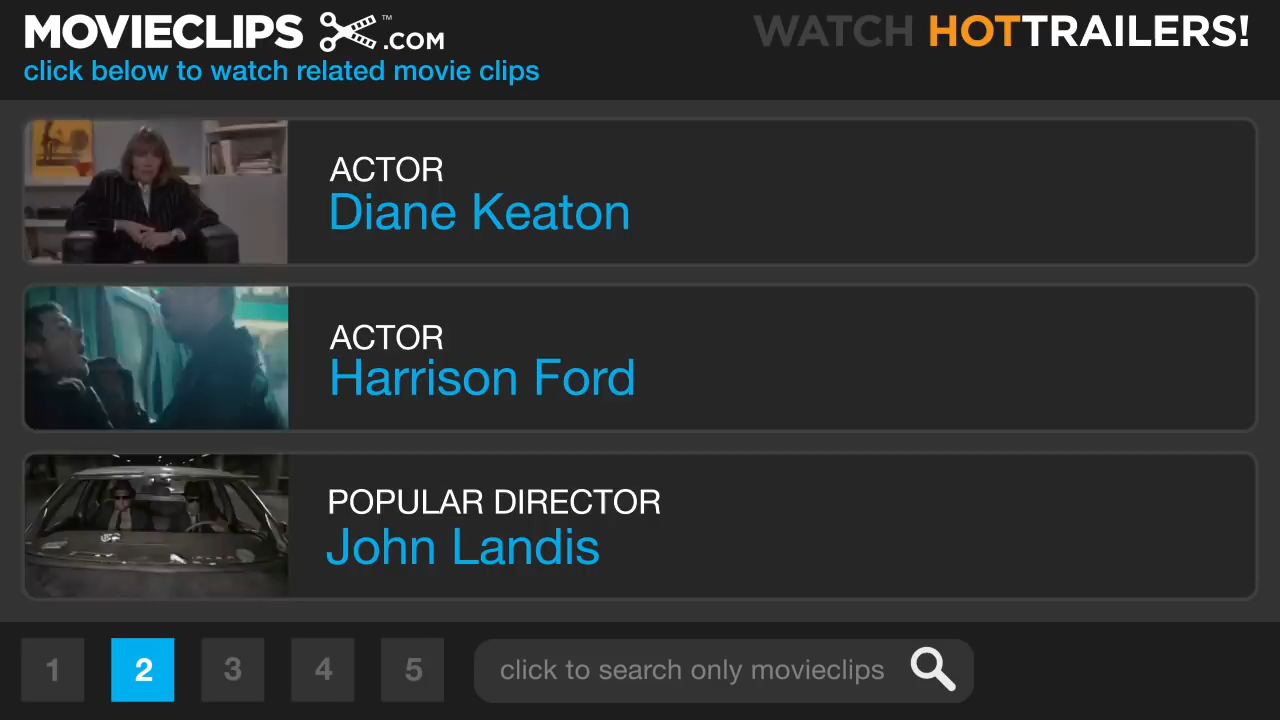 MOVIECLIPS ™ .COM
WATCH HOTTRAILERS!
click below to watch related movie clips
ACTOR
Diane Keaton
ACTOR
Harrison Ford
POPULAR DIRECTOR
John Landis
1 2 3 4 5
click to search only movieclips